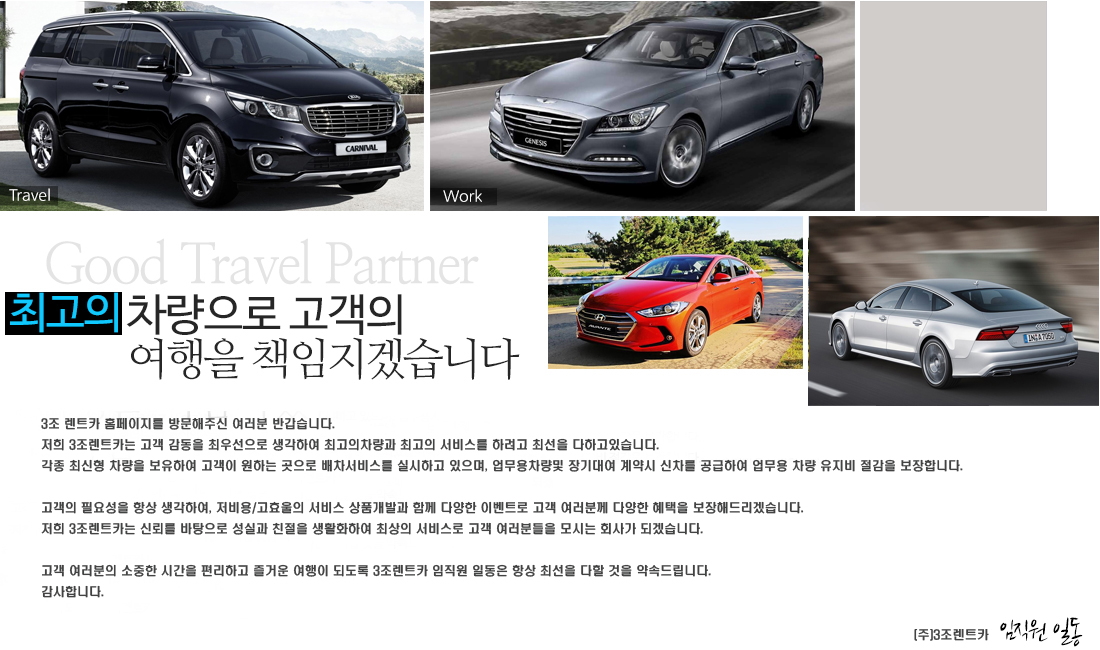 CARNIVAL
Travel
GENESIS
Work
Good Travel Partner
최고의 차량으로 고객의
여행을 책임지겠습니다
AVANTE
IN A 7050
3조 렌트카 홈페이지를 방문해주신 여러분 반갑습니다.
저희 3조렌트카는 고객 감동을 최우선으로 생각하여 최고의차량과 최고의 서비스를 하려고 최선을 다하고있습니다.
각종 최신형 차량을 보유하여 고객이 원하는 곳으로 배차서비스를 실시하고 있으며, 업무용차량및 장기대여 계약시 신차를 공급하여 업무용 차량 유지비 절감을 보장합니다.
고객의 필요성을 항상 생각하여, 저비용/고효율의 서비스 상품개발과 함께 다양한 이벤트로 고객 여러분께 다양한 혜택을 보장해드리겠습니다.
저희 3조렌트카는 신뢰를 바탕으로 성실과 친절을 생활화하여 최상의 서비스로 고객 여러분들을 모시는 회사가 되겠습니다.
고객 여러분의 소중한 시간을 편리하고 즐거운 여행이 되도록 3조렌트카 임직원 일동은 항상 최선을 다할 것을 약속드립니다.
감사합니다.
(주)3조렌트카 임직원 일동